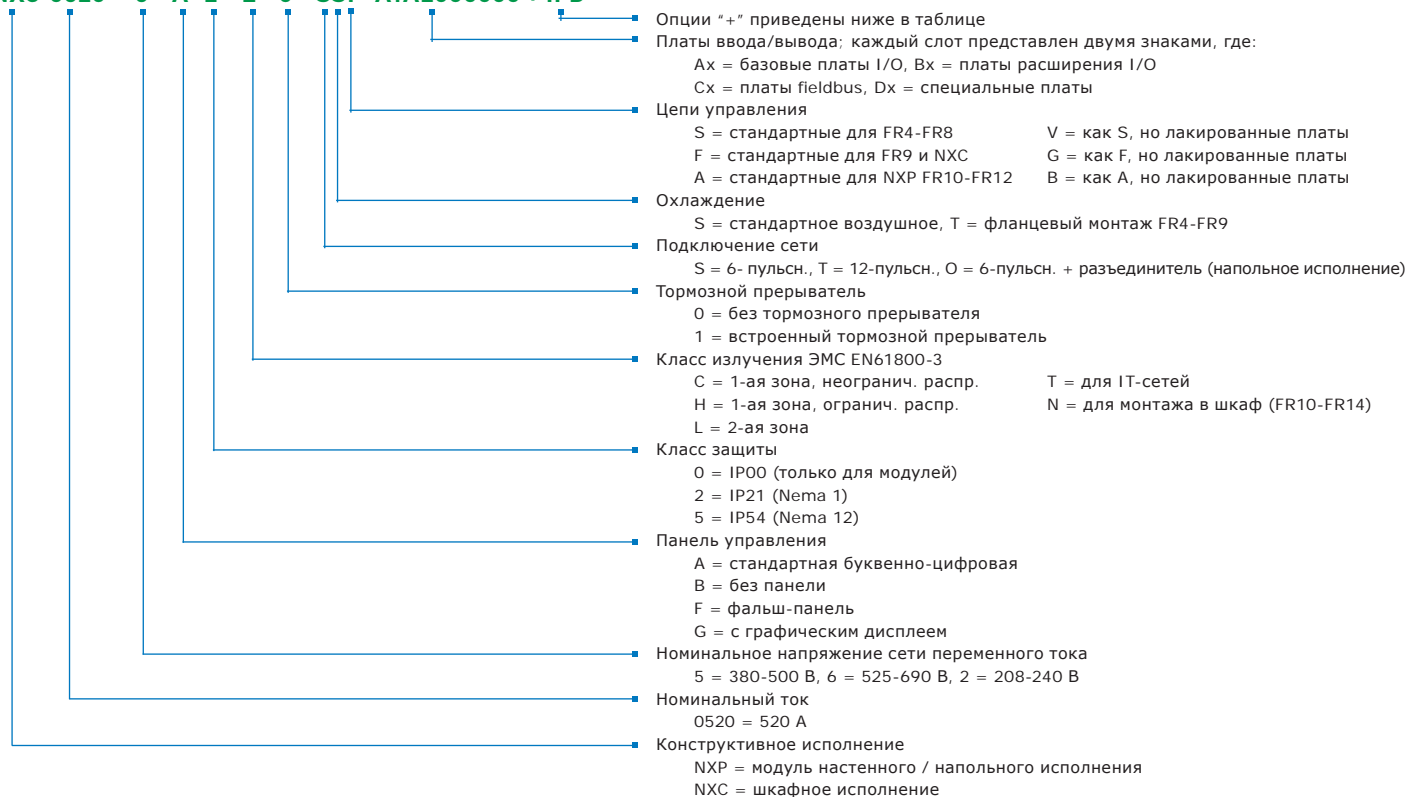 Опции “+” приведены ниже в таблице
Платы ввода/вывода; каждый слот представлен двумя знаками, где:
Ax = базовые платы I/O, Bx = платы расширения I/O
Cx = платы fieldbus, Dx = специальные платы
Цепи управления
S = стандартные для FR4-FR8 V = как S, но лакированные платы
F = стандартные для FR9 и NXC G = как F, но лакированные платы
A = стандартные для NXP FR10-FR12 B = как A, но лакированные платы
Охлаждение
S = стандартное воздушное, T = фланцевый монтаж FR4-FR9
Подключение сети
S = 6- пульсн., T = 12-пульсн., O = 6-пульсн. + разъединитель (напольное исполнение)
Тормозной прерыватель
0 = без тормозного прерывателя
1 = встроенный тормозной прерыватель
Класс излучения ЭМС EN61800-3
C = 1-ая зона, неогранич. распр. T = для IT-сетей
H = 1-ая зона, огранич. распр. N = для монтажа в шкаф (FR10-FR14)
L = 2-ая зона
Класс защиты
0 = IP00 (только для модулей)
2 = IP21 (Nema 1)
5 = IP54 (Nema 12)
Панель управления
A = стандартная буквенно-цифровая
B = без панели
F = фальш-панель
G = с графическим дисплеем
Номинальное напряжение сети переменного тока
5 = 380-500 В, 6 = 525-690 В, 2 = 208-240 В
Номинальный ток
0520 = 520 А
Конструктивное исполнение
NXP = модуль настенного / напольного исполнения
NXC = шкафное исполнение